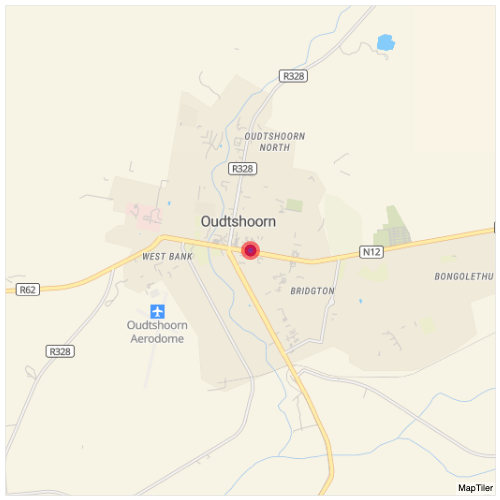 R328
OUDTSHOORN
NORTH
R328
Oudtshoorn
WEST BANK
N12
BONGOLETHU
R62
BRIDGTON
Oudtshoorn
Aerodome
R328
MapTiler